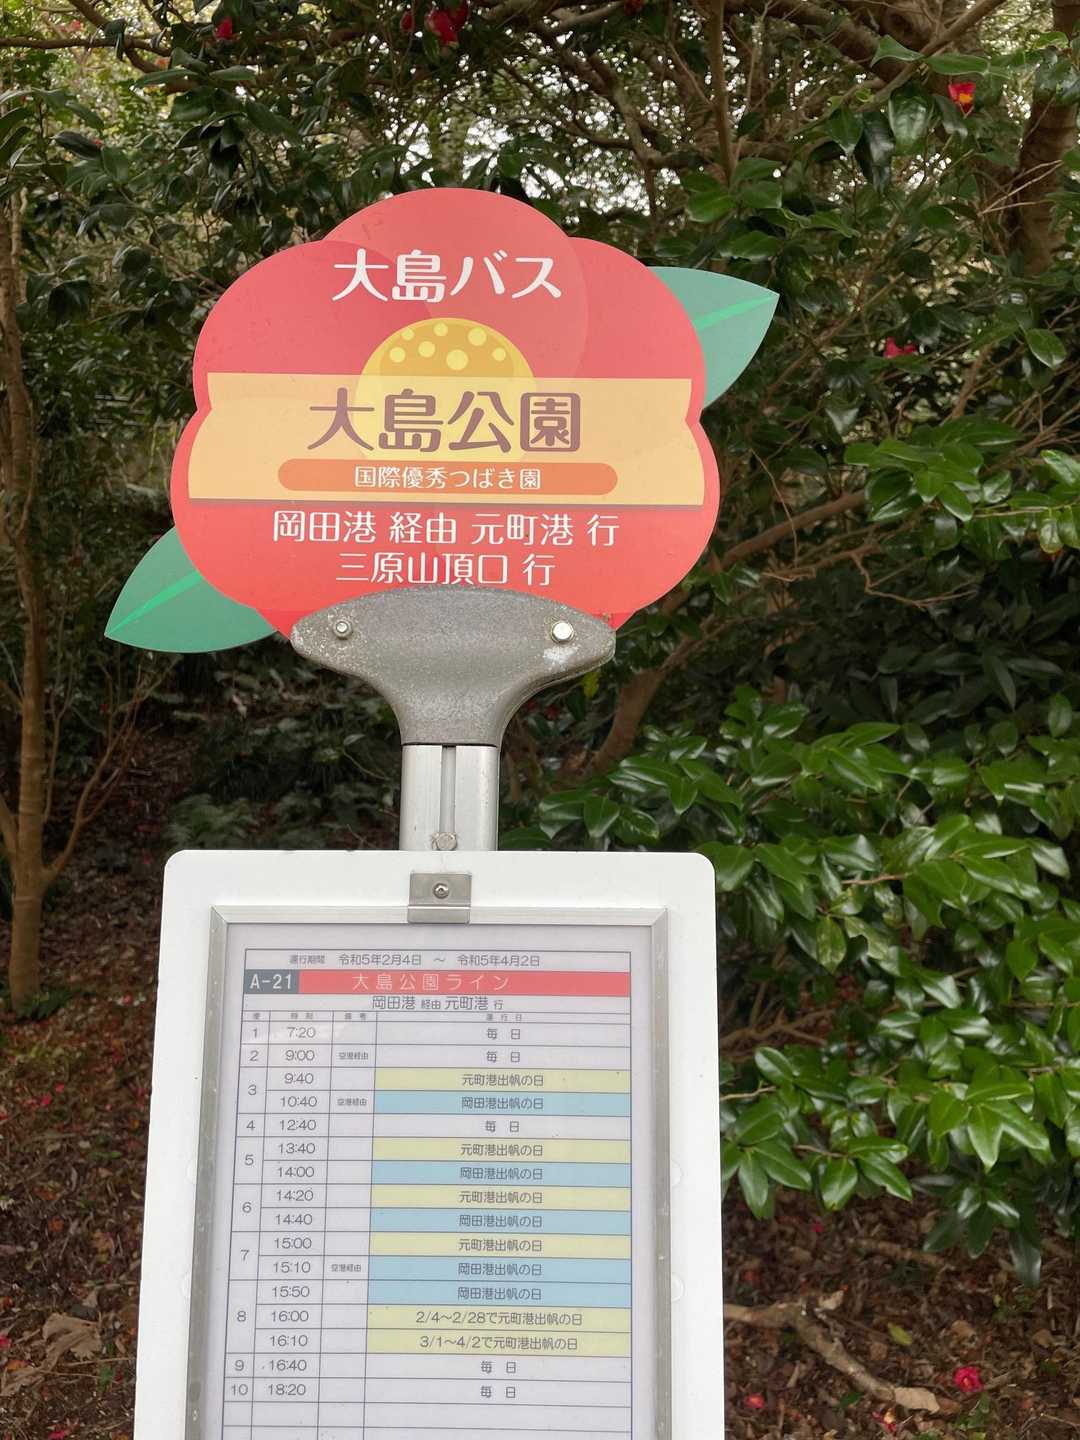 大島バス
大島公園
国際優秀つばき園
岡田港 経由 元町港 行
三原山頂口 行
運行期間 令和5年2月4日 ～ 令和5年4月2日
A-21 大島公園ライン
岡田港 経由 元町港 行
便 時刻 備考 運行日
1 7:20 毎日
2 9:00 空港経由 毎日
3 9:40 元町港出帆の日
10:40 空港経由 岡田港出帆の日
4 12:40 毎日
5 13:40 元町港出帆の日
14:00 岡田港出帆の日
6 14:20 元町港出帆の日
14:40 岡田港出帆の日
7 15:00 元町港出帆の日
15:10 空港経由 岡田港出帆の日
8 15:50 岡田港出帆の日
16:00 2/4～2/28で元町港出帆の日
16:10 3/1～4/2で元町港出帆の日
9 16:40 毎日
10 18:20 毎日